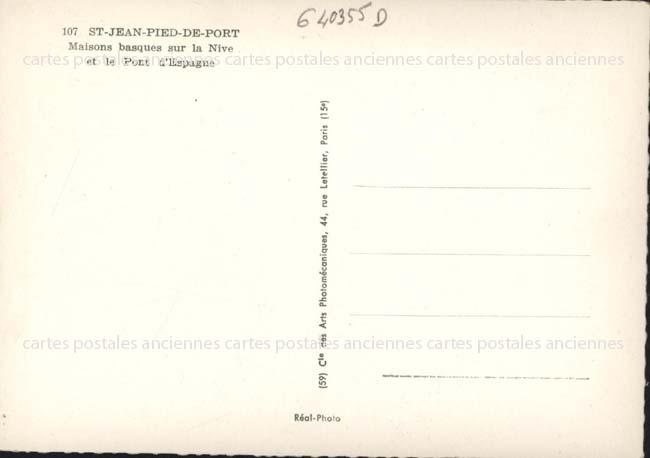 640355D
107 ST-JEAN-PIED-DE-PORT
Maisons basques sur la Nive
cartes postales anciennes cartes postales anciennes cartes postales anciennes
et le Pont d'Espagne
(59) Cie des Arts Photomécaniques, 44, rue Letellier, Paris (15e)
cartes postales anciennes cartes postales anciennes cartes postales anciennes
Réal-Photo